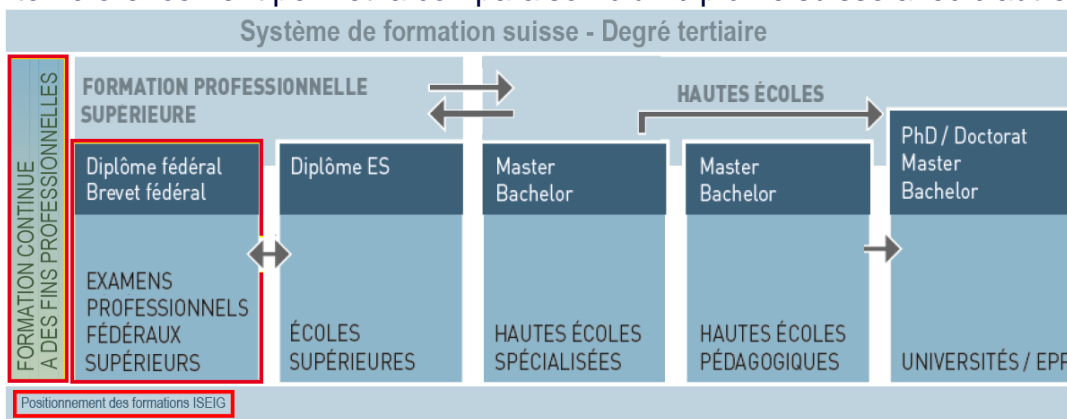 Système de formation suisse - Degré tertiaire
FORMATION CONTINUE
A DES FINS PROFESSIONNELLES
FORMATION PROFESSIONNELLE
SUPERIEURE
HAUTES ÉCOLES
Diplôme fédéral
Brevet fédéral
EXAMENS
PROFESSIONNELS
FÉDÉRAUX
SUPÉRIEURS
Diplôme ES
ÉCOLES
SUPÉRIEURES
Master
Bachelor
HAUTES ÉCOLES
SPÉCIALISÉES
Master
Bachelor
HAUTES ÉCOLES
PÉDAGOGIQUES
PhD / Doctorat
Master
Bachelor
UNIVERSITÉS / EPF
Positionnement des formations ISEIG